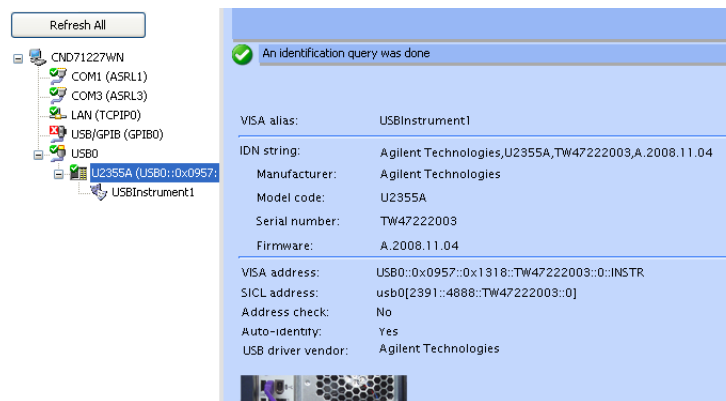 Refresh All
CND71227WN
COM1 (ASRL1)
COM3 (ASRL3)
LAN (TCPIP0)
USB/GPIB (GPIB0)
USB0
U2355A (USB0::0x0957:
USBInstrument1
An identification query was done
VISA alias: USBInstrument1
IDN string: Agilent Technologies,U2355A,TW47222003,A.2008.11.04
Manufacturer: Agilent Technologies
Model code: U2355A
Serial number: TW47222003
Firmware: A.2008.11.04
VISA address: USB0::0x0957::0x1318::TW47222003::0::INSTR
SICL address: usb0[2391::4888::TW47222003::0]
Address check: No
Auto-identify: Yes
USB driver vendor: Agilent Technologies